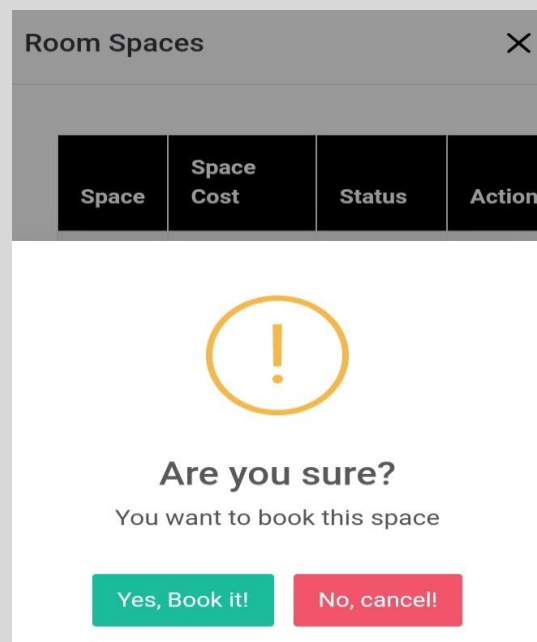 Room Spaces
Space
Space Cost
Status
Action
!
Are you sure?
You want to book this space
Yes, Book it!
No, cancel!